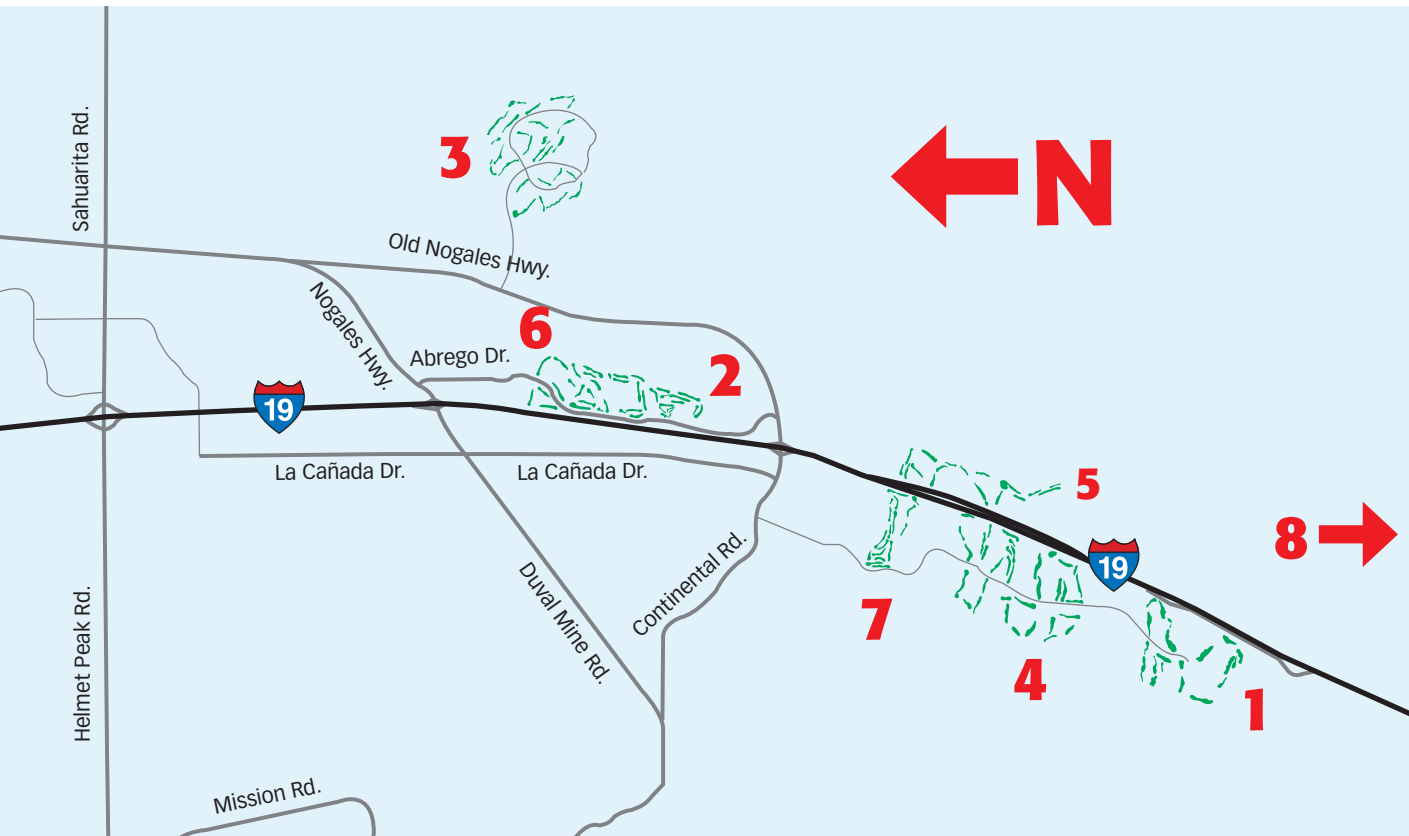 Sahuarita Rd.
3
N
Old Nogales Hwy.
Nogales Hwy.
6
Abrego Dr.
2
19
La Cañada Dr.
La Cañada Dr.
5
8
19
Helmet Peak Rd.
Duval Mine Rd.
Continental Rd.
7
4
1
Mission Rd.